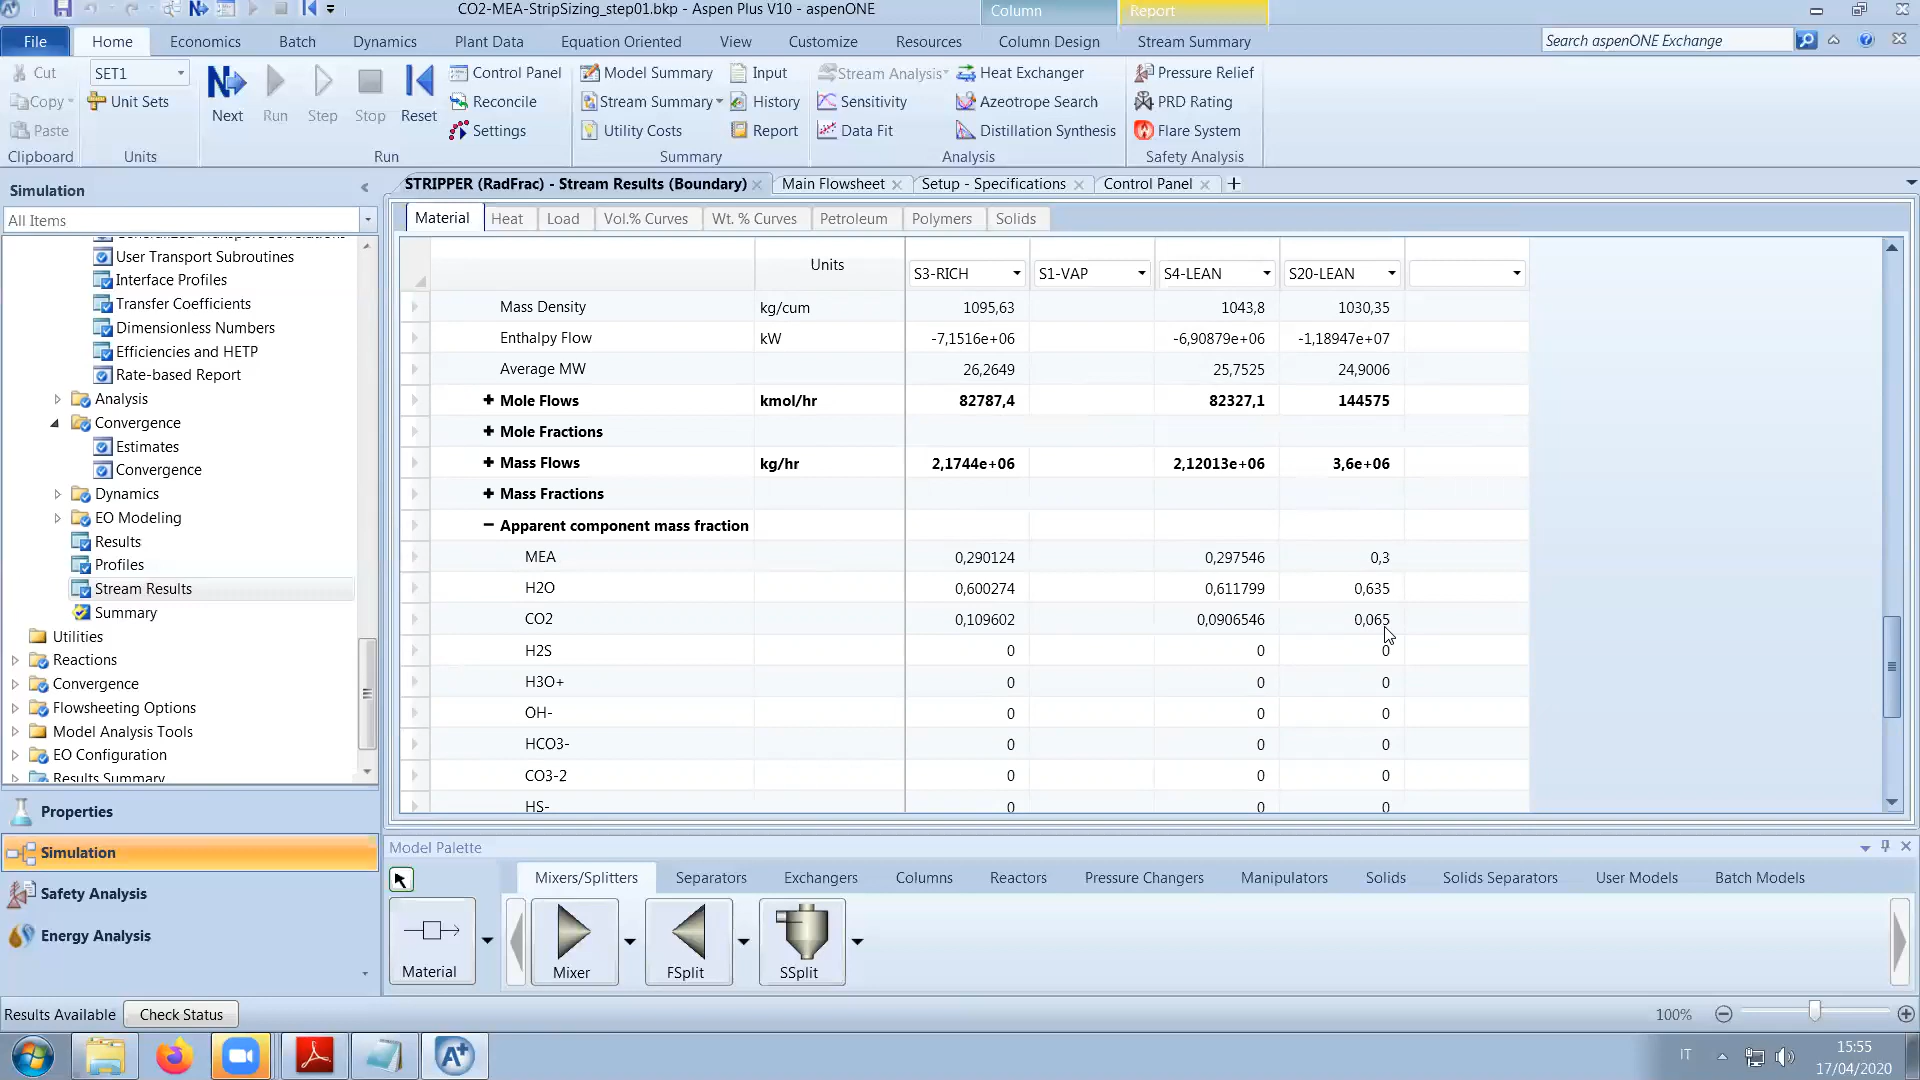 CO2-MEA-StripSizing_step01.bkp - Aspen Plus V10 - aspenONE
Column
Report
File
Home
Economics
Batch
Dynamics
Plant Data
Equation Oriented
View
Customize
Resources
Column Design
Stream Summary
Search aspenONE Exchange
Cut
Copy
Paste
Clipboard
SET1
Unit Sets
Units
Next
Run
Step
Stop
Reset
Control Panel
Reconcile
Settings
Run
Model Summary
Stream Summary
Utility Costs
Input
History
Report
Summary
Stream Analysis
Sensitivity
Data Fit
Heat Exchanger
Azeotrope Search
Distillation Synthesis
Analysis
Pressure Relief
PRD Rating
Flare System
Safety Analysis
Simulation
All Items
User Transport Subroutines
Interface Profiles
Transfer Coefficients
Dimensionless Numbers
Efficiencies and HETP
Rate-based Report
Analysis
Convergence
Estimates
Convergence
Dynamics
EO Modeling
Results
Profiles
Stream Results
Summary
Utilities
Reactions
Convergence
Flowsheeting Options
Model Analysis Tools
EO Configuration
Results Summary
Properties
Simulation
Safety Analysis
Energy Analysis
STRIPPER (RadFrac) - Stream Results (Boundary)
Main Flowsheet
Setup - Specifications
Control Panel
Material
Heat
Load
Vol.% Curves
Wt. % Curves
Petroleum
Polymers
Solids
Units S3-RICH S1-VAP S4-LEAN S20-LEAN
Mass Density kg/cum 1095,63 1043,8 1030,35
Enthalpy Flow kW -7,1516e+06 -6,90879e+06 -1,18947e+07
Average MW 26,2649 25,7525 24,9006
+ Mole Flows kmol/hr 82787,4 82327,1 144575
+ Mole Fractions
+ Mass Flows kg/hr 2,1744e+06 2,12013e+06 3,6e+06
+ Mass Fractions
− Apparent component mass fraction
MEA 0,290124 0,297546 0,3
H2O 0,600274 0,611799 0,635
CO2 0,109602 0,0906546 0,065
H2S 0 0 0
H3O+ 0 0 0
OH- 0 0 0
HCO3- 0 0 0
CO3-2 0 0 0
HS- 0 0 0
Model Palette
Mixers/Splitters
Separators
Exchangers
Columns
Reactors
Pressure Changers
Manipulators
Solids
Solids Separators
User Models
Batch Models
Material
Mixer
FSplit
SSplit
Results Available
Check Status
100%
IT
15:55
17/04/2020